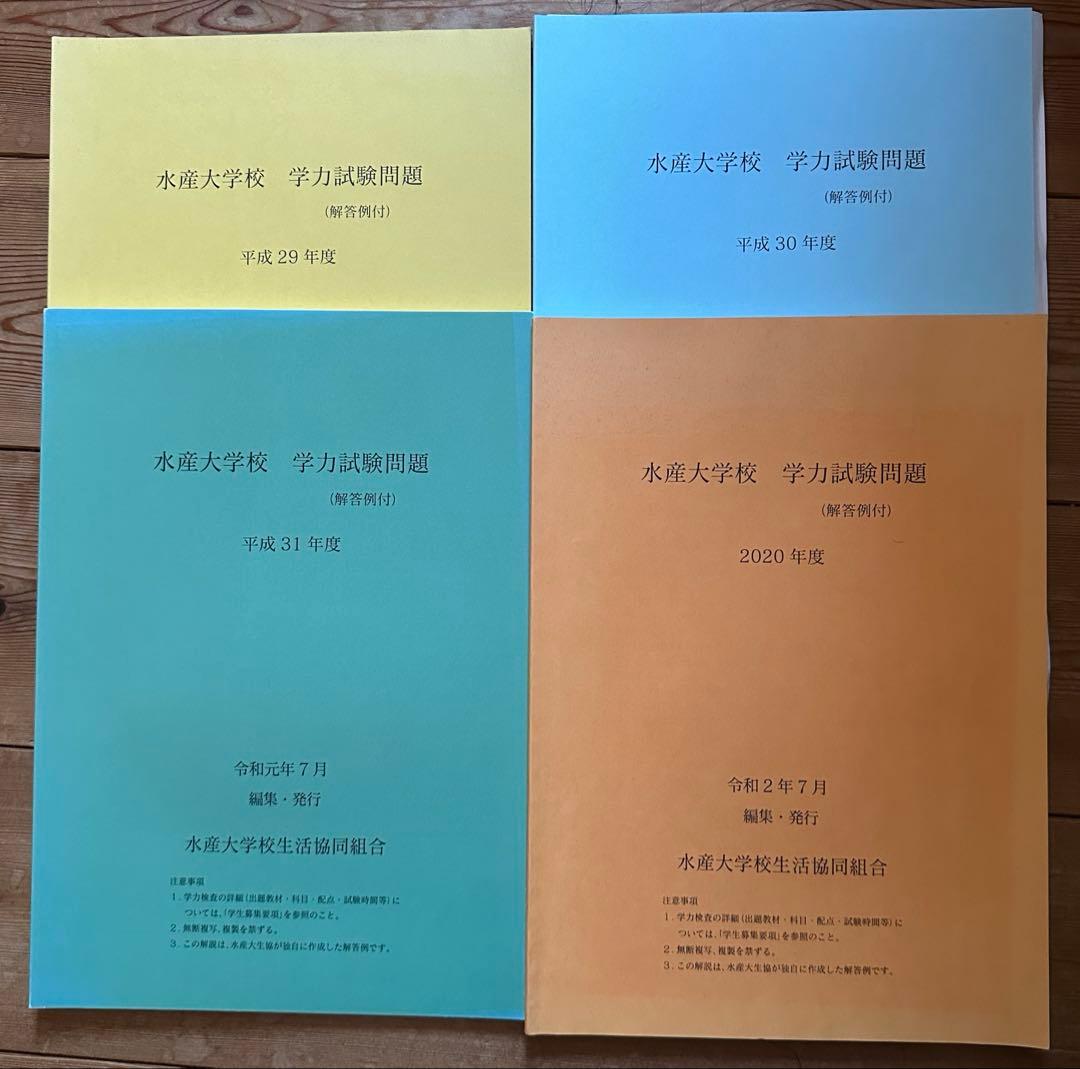 水産大学校　学力試験問題
(解答例付)
平成 29 年度
水産大学校　学力試験問題
(解答例付)
平成 30 年度
水産大学校　学力試験問題
(解答例付)
平成 31 年度
令和元年 7 月
編集・発行
水産大学校生活協同組合
注意事項
1. 学力検査の詳細(出題教材・科目・配点・試験時間等)に
ついては、「学生募集要項」を参照のこと。
2. 無断複写、複製を禁ずる。
3. この解説は、水産大生協が独自に作成した解答例です。
水産大学校　学力試験問題
(解答例付)
2020 年度
令和 2 年 7 月
編集・発行
水産大学校生活協同組合
注意事項
1. 学力検査の詳細(出題教材・科目・配点・試験時間等)に
ついては、「学生募集要項」を参照のこと。
2. 無断複写、複製を禁ずる。
3. この解説は、水産大生協が独自に作成した解答例です。